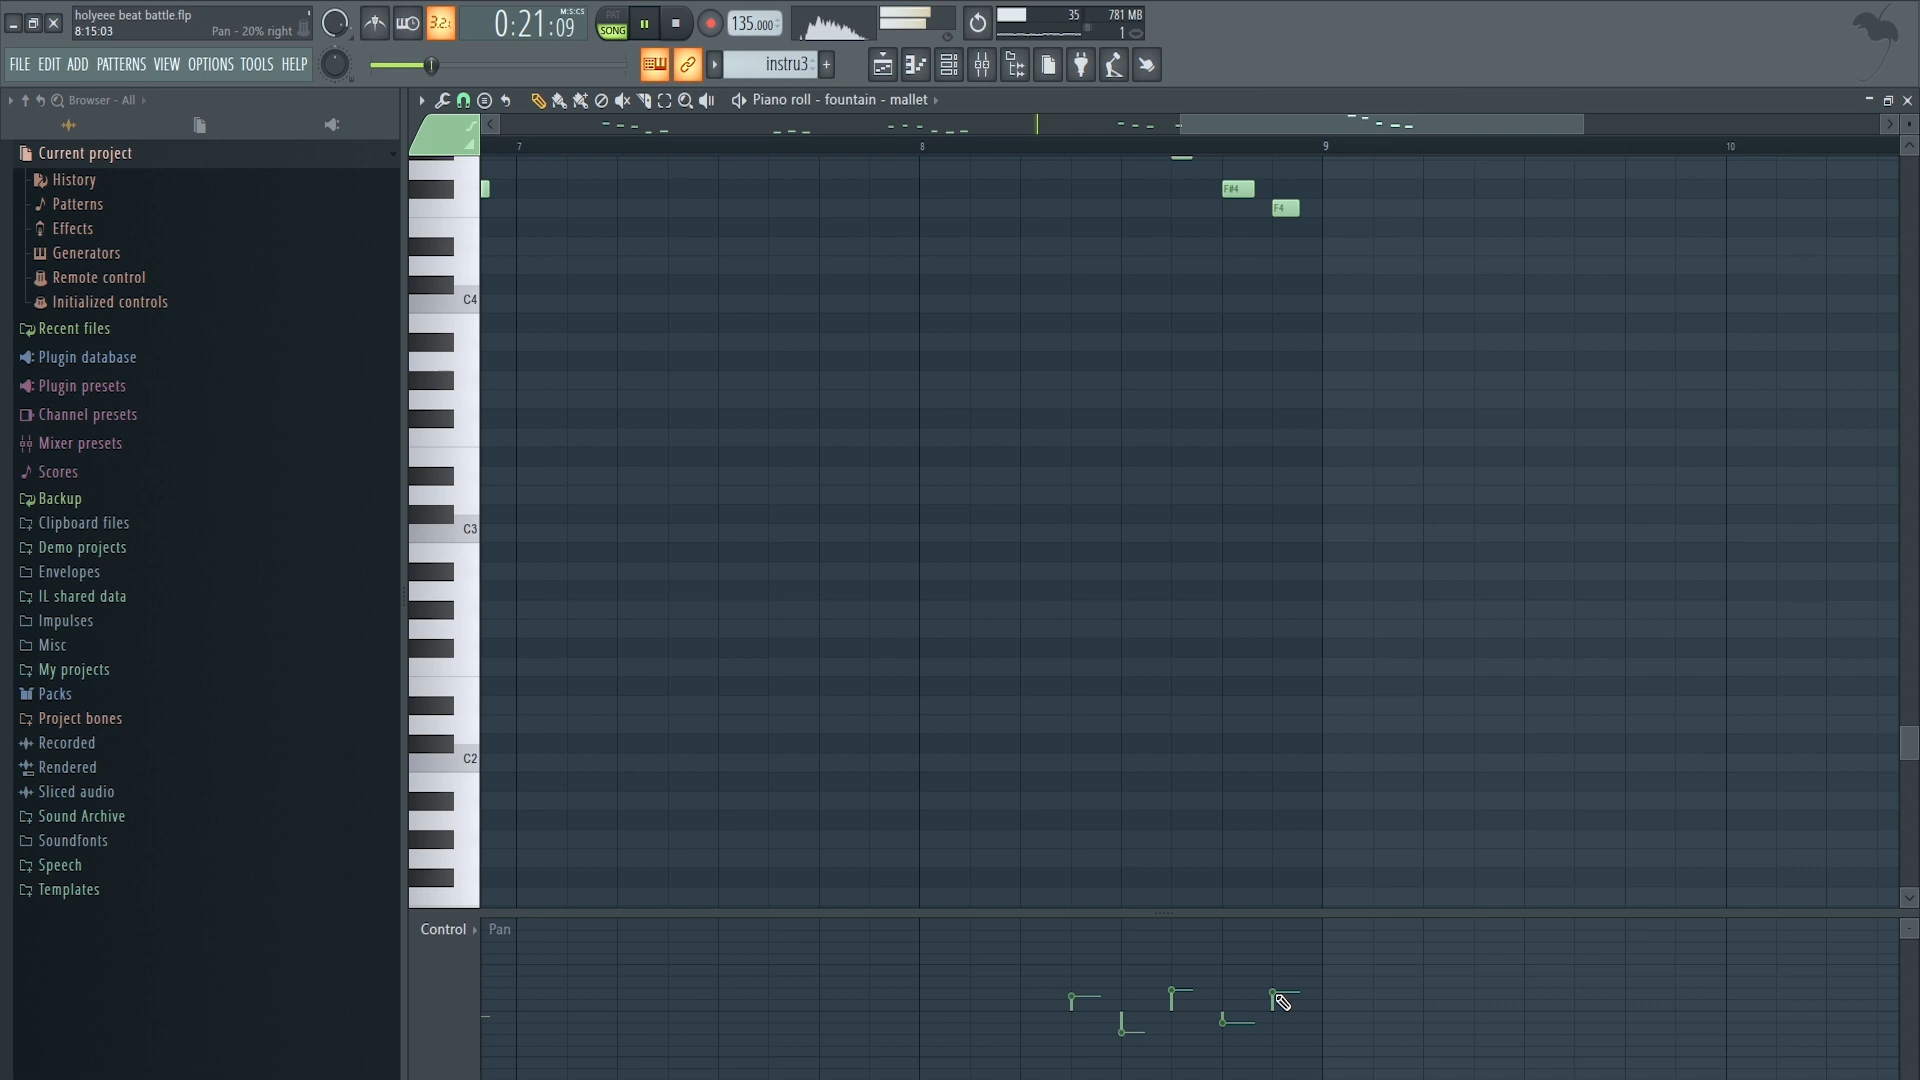 holyeee beat battle.flp
8:15:03 Pan - 20% right
3.2:
0:21:09
M:S:CS
PAT
SONG
135.000
35 781 MB
1
FILE EDIT ADD PATTERNS VIEW OPTIONS TOOLS HELP
instru3
Browser - All
Piano roll - fountain - mallet
Current project
History
Patterns
Effects
Generators
Remote control
Initialized controls
Recent files
Plugin database
Plugin presets
Channel presets
Mixer presets
Scores
Backup
Clipboard files
Demo projects
Envelopes
IL shared data
Impulses
Misc
My projects
Packs
Project bones
Recorded
Rendered
Sliced audio
Sound Archive
Soundfonts
Speech
Templates
7 8 9 10
F#4
F4
C4
C3
C2
Control Pan